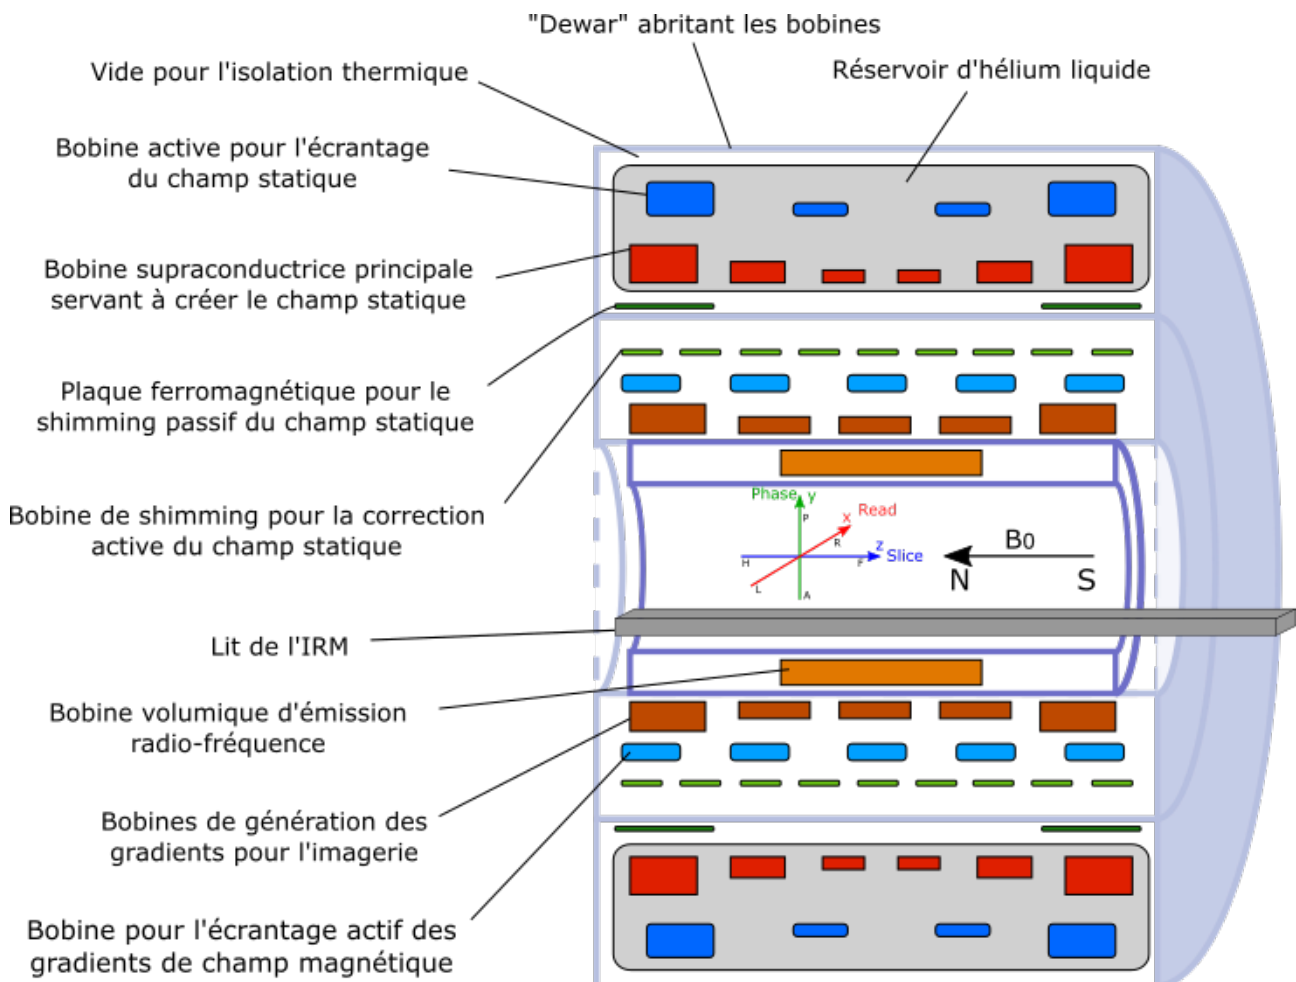 "Dewar" abritant les bobines
Vide pour l'isolation thermique
Réservoir d'hélium liquide
Bobine active pour l'écrantage
du champ statique
Bobine supraconductrice principale
servant à créer le champ statique
Plaque ferromagnétique pour le
shimming passif du champ statique
Bobine de shimming pour la correction
active du champ statique
Phase y
P
x Read
R
z Slice
H
F
L
A
B0
N S
Lit de l'IRM
Bobine volumique d'émission
radio-fréquence
Bobines de génération des
gradients pour l'imagerie
Bobine pour l'écrantage actif des
gradients de champ magnétique